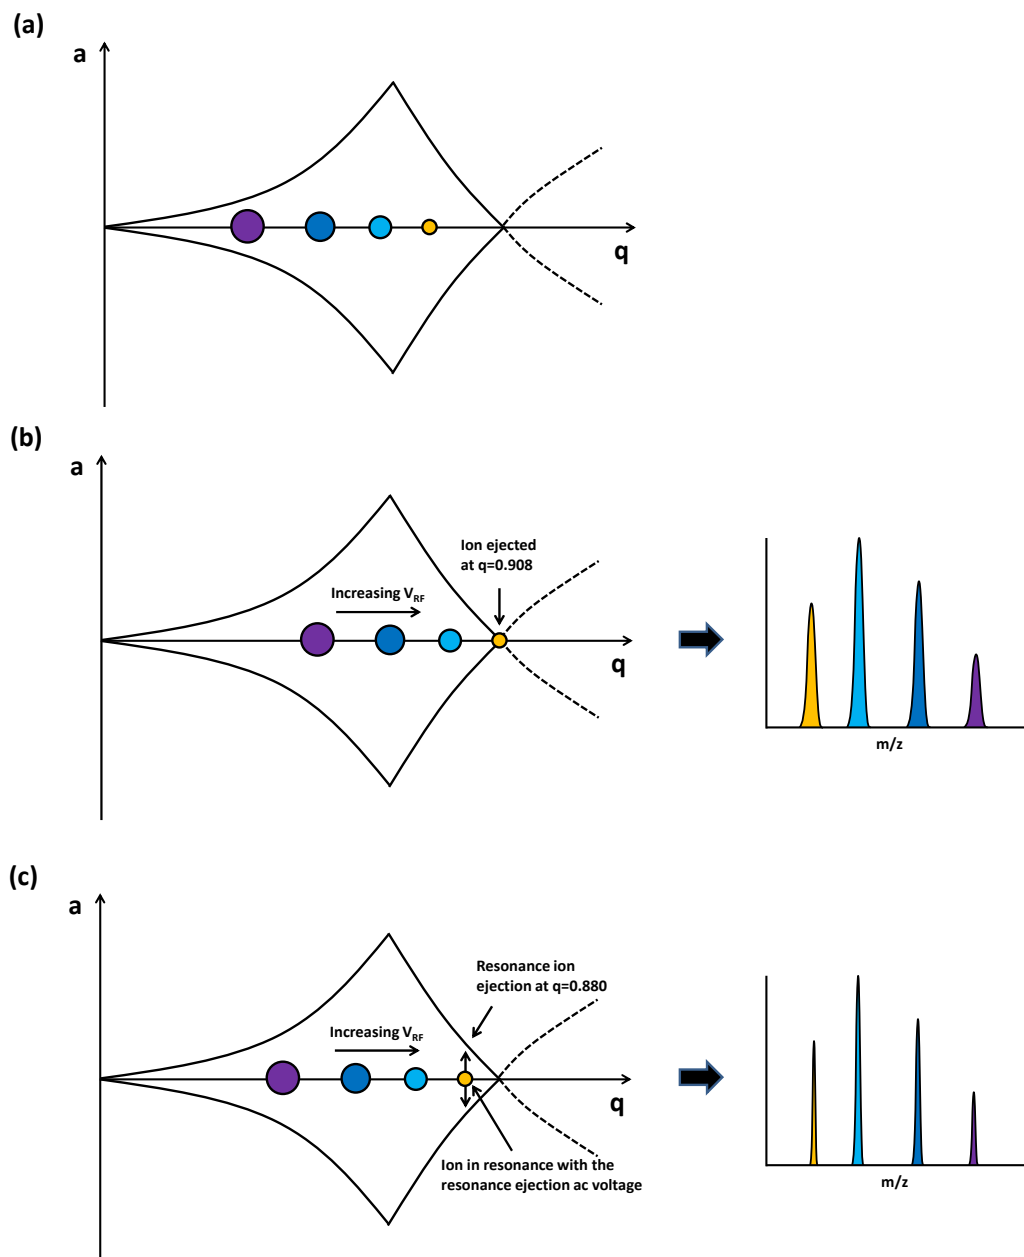 (a)
a
q
(b)
a
Ion ejected
at q=0.908
Increasing VRF
q
m/z
(c)
a
Resonance ion
ejection at q=0.880
Increasing VRF
q
Ion in resonance with the
resonance ejection ac voltage
m/z